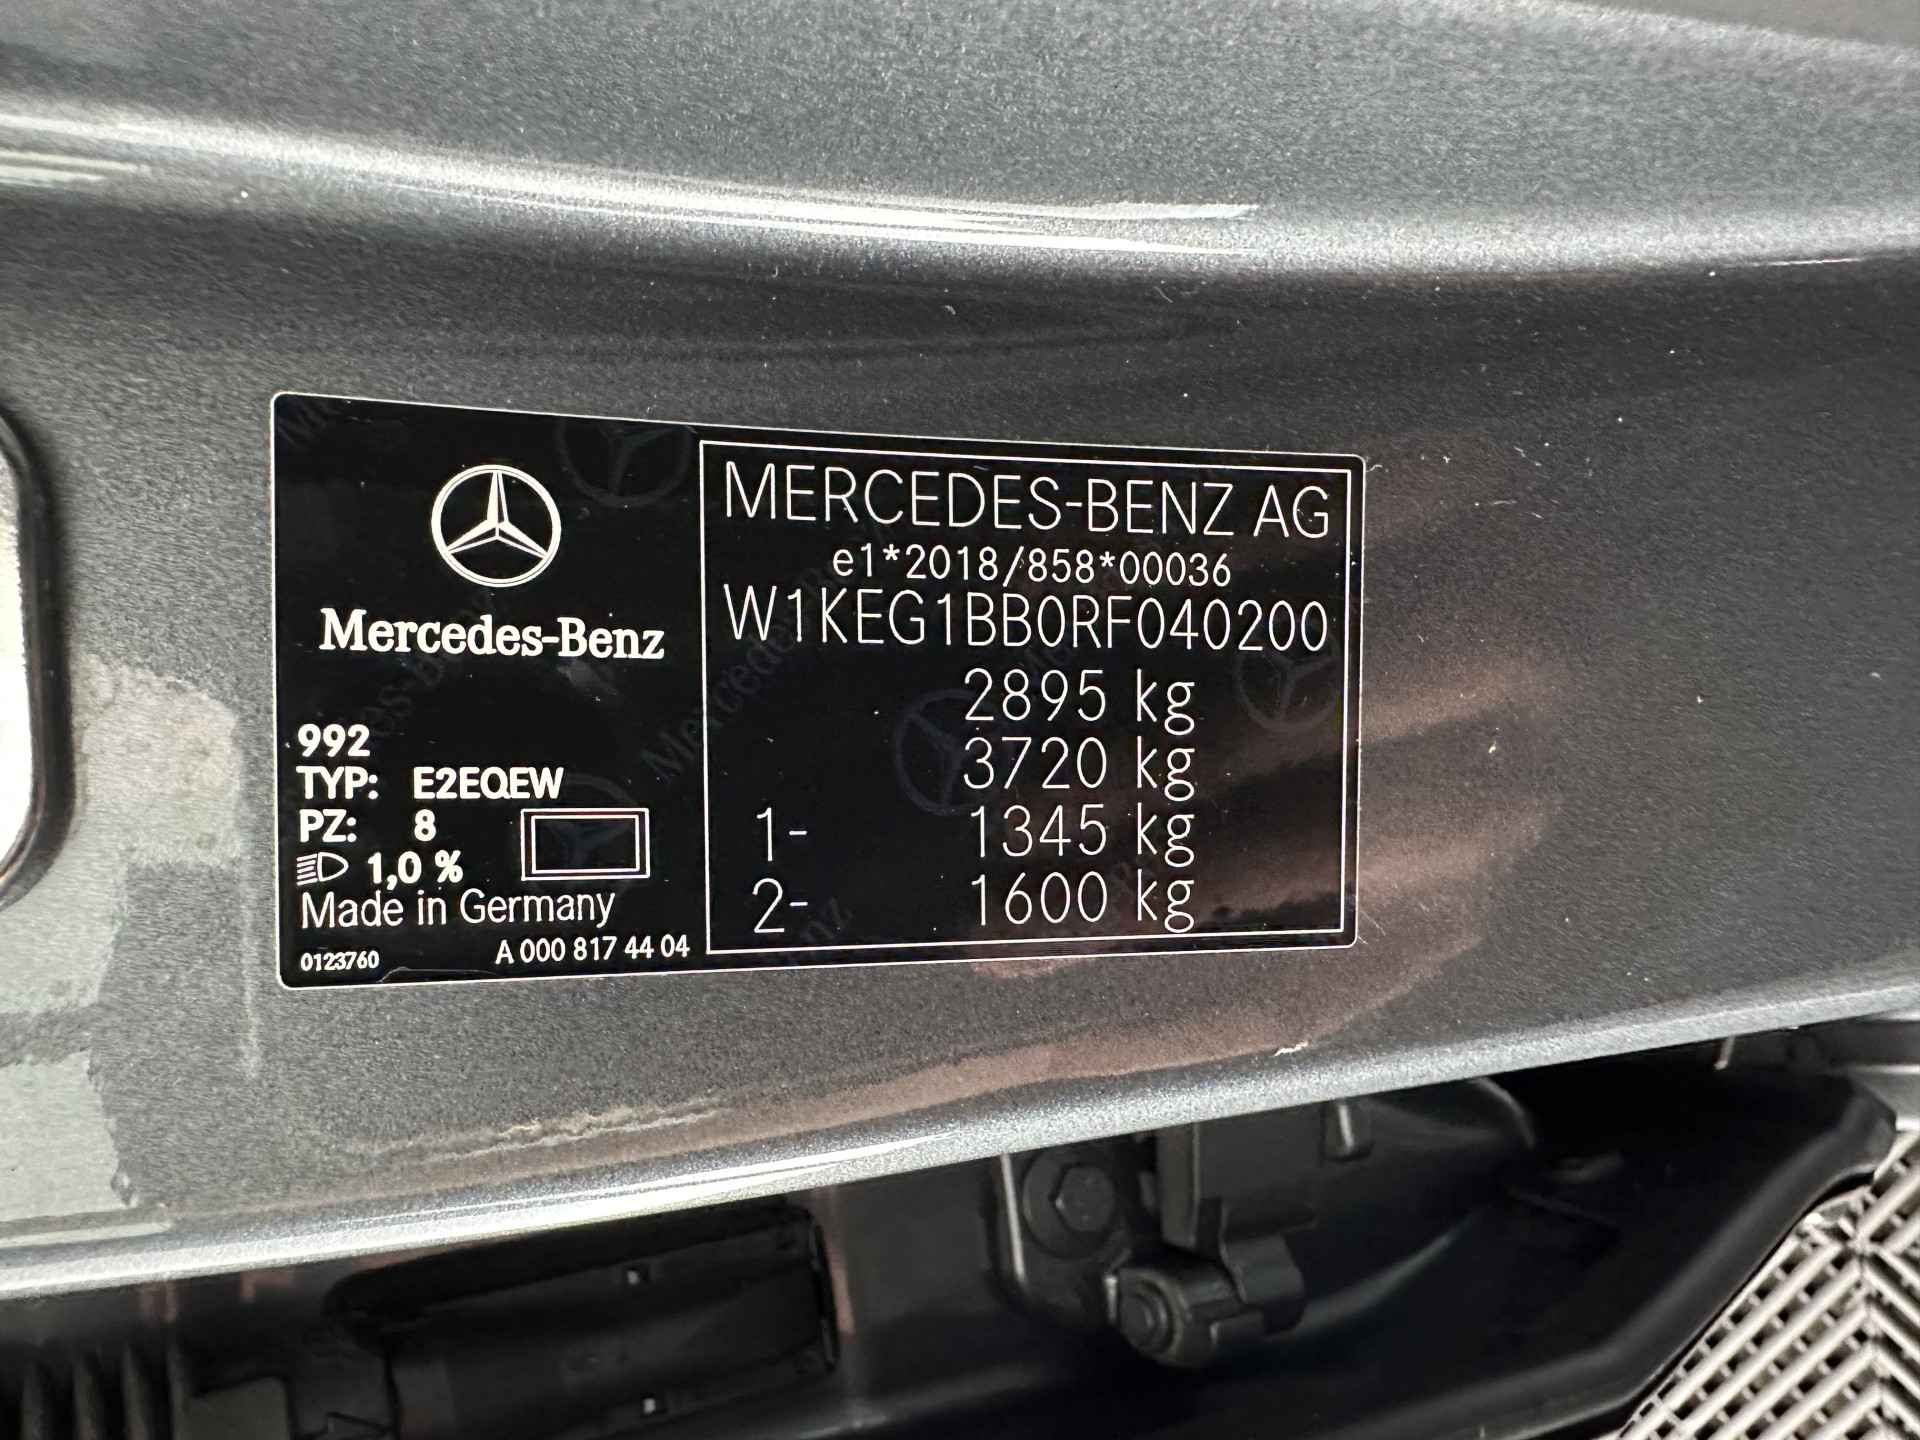 Mercedes-Benz
992
TYP: E2EQEW
PZ: 8
1,0 %
Made in Germany
0123760 A 000 817 44 04
MERCEDES-BENZ AG
e1*2018/858*00036
W1KEG1BB0RF040200
2895 kg
3720 kg
1- 1345 kg
2- 1600 kg